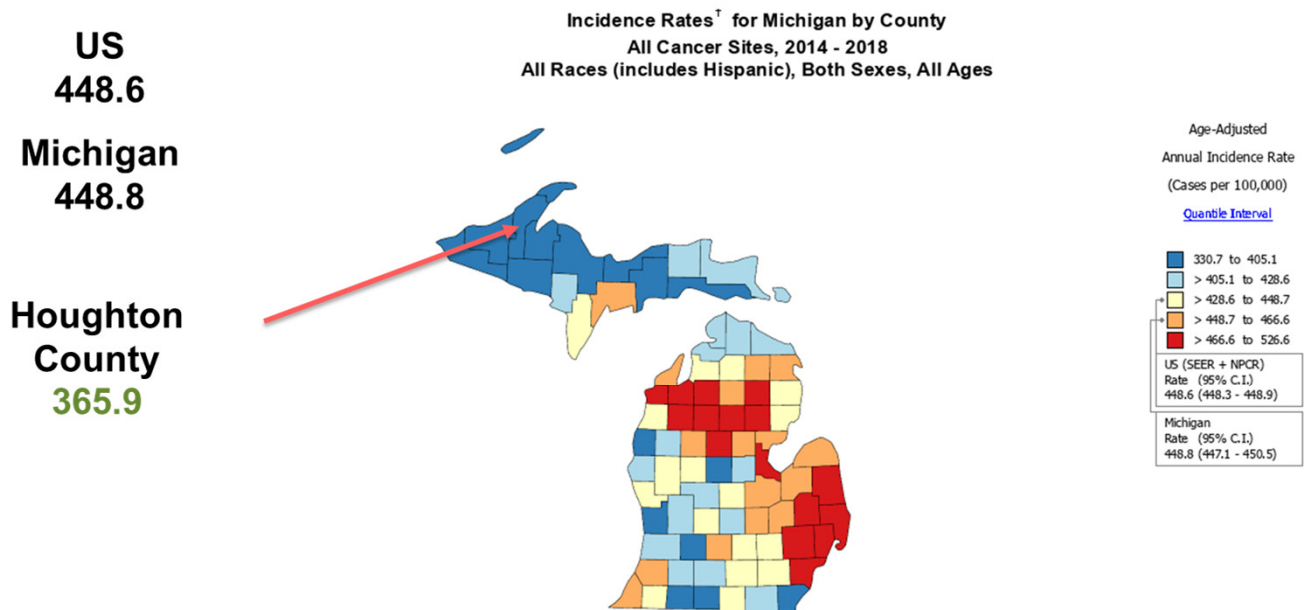 US
448.6
Michigan
448.8
Houghton
County
365.9
Incidence Rates† for Michigan by County
All Cancer Sites, 2014 - 2018
All Races (includes Hispanic), Both Sexes, All Ages
Age-Adjusted
Annual Incidence Rate
(Cases per 100,000)
Quantile Interval
330.7 to 405.1
> 405.1 to 428.6
> 428.6 to 448.7
> 448.7 to 466.6
> 466.6 to 526.6
US (SEER + NPCR)
Rate (95% C.I.)
448.6 (448.3 - 448.9)
Michigan
Rate (95% C.I.)
448.8 (447.1 - 450.5)